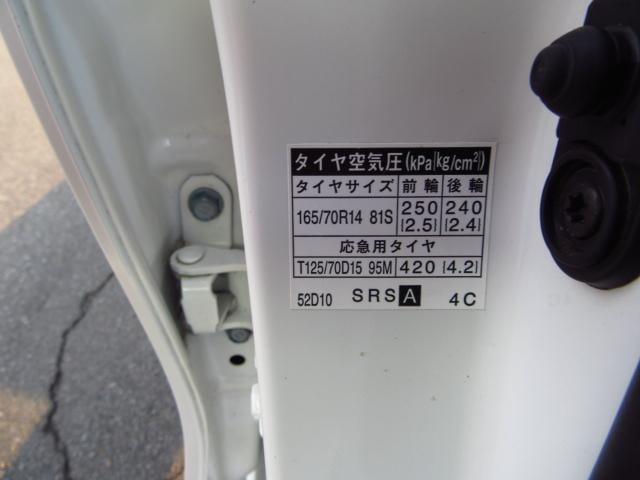 タイヤ空気圧(kPa[kg/cm²])
タイヤサイズ 前輪 後輪
165/70R14 81S 250 240
[2.5] [2.4]
応急用タイヤ
T125/70D15 95M 420 [4.2]
52D10 SRS A 4C